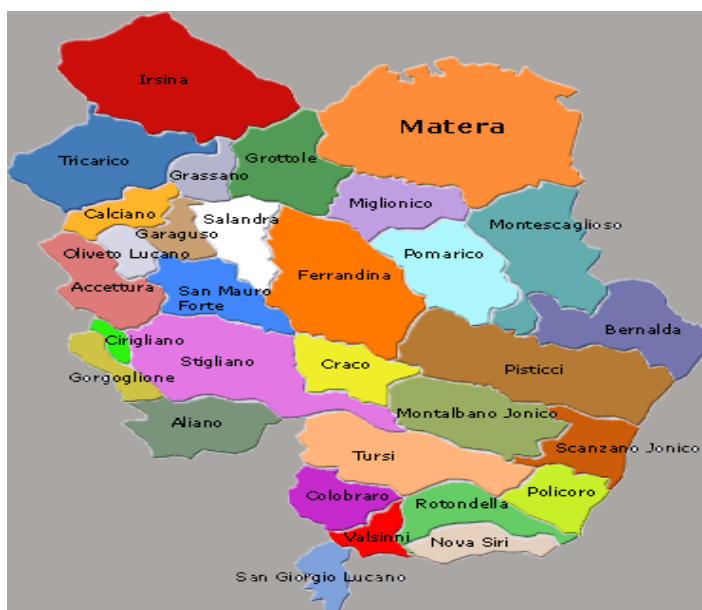 Irsina
Matera
Tricarico
Grassano
Grottole
Calciano
Salandra
Miglionico
Garaguso
Montescaglioso
Oliveto Lucano
Pomarico
Ferrandina
Accettura
San Mauro
Forte
Bernalda
Cirigliano
Stigliano
Craco
Pisticci
Gorgoglione
Aliano
Montalbano Jonico
Scanzano Jonico
Tursi
Policoro
Colobraro
Rotondella
Valsinni
Nova Siri
San Giorgio Lucano